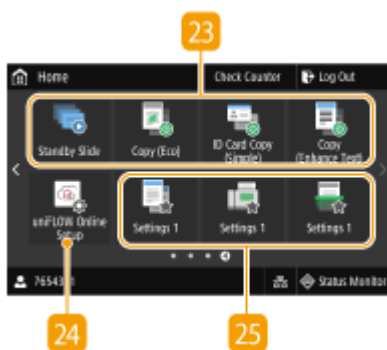 23
Home Check Counter Log Out
Standby Slide Copy (Eco) ID Card Copy (Simple) Copy (Enhance Text)
uniFLOW Online Setup Settings 1 Settings 1 Settings 1
Status Monitor
24 25